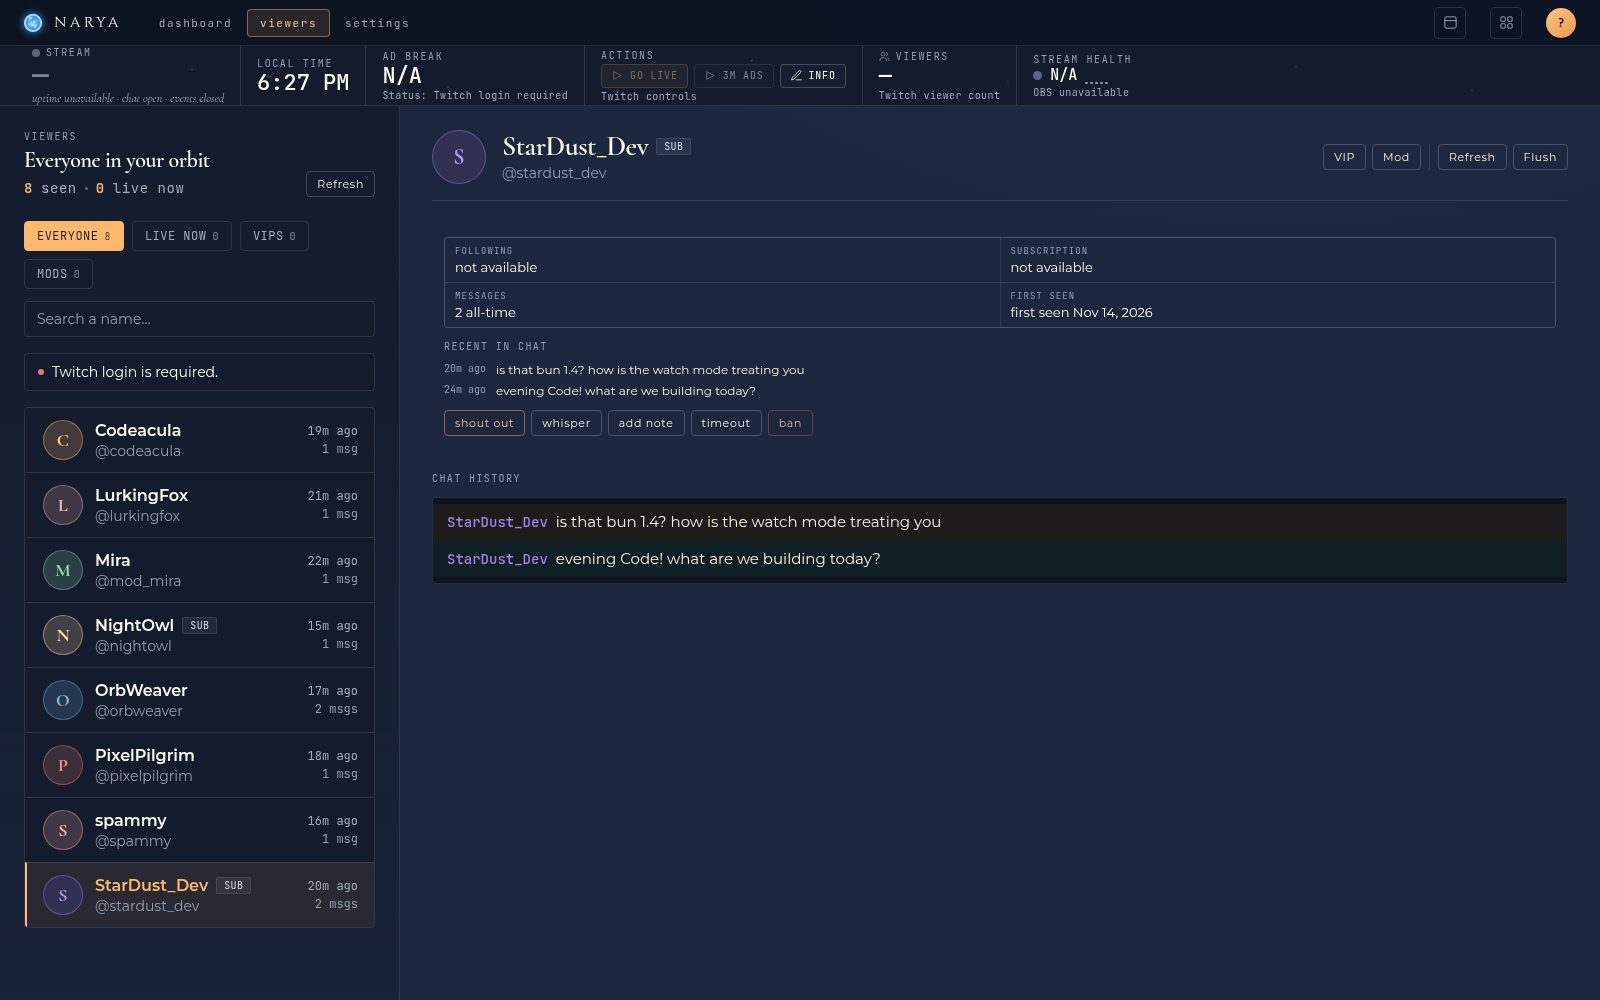 NARYA dashboard viewers settings ?
STREAM
—
uptime unavailable · chat open · events closed
LOCAL TIME
6:27 PM
AD BREAK
N/A
Status: Twitch login required
ACTIONS
GO LIVE 3M ADS INFO
Twitch controls
VIEWERS
—
Twitch viewer count
STREAM HEALTH
N/A
OBS unavailable
VIEWERS
Everyone in your orbit
8 seen · 0 live now
Refresh
EVERYONE 8 LIVE NOW 0 VIPS 0
MODS 0
Search a name…
Twitch login is required.
C Codeacula 19m ago
@codeacula 1 msg
L LurkingFox 21m ago
@lurkingfox 1 msg
M Mira 22m ago
@mod_mira 1 msg
N NightOwl SUB 15m ago
@nightowl 1 msg
O OrbWeaver 17m ago
@orbweaver 2 msgs
P PixelPilgrim 18m ago
@pixelpilgrim 1 msg
S spammy 16m ago
@spammy 1 msg
S StarDust_Dev SUB 20m ago
@stardust_dev 2 msgs
S StarDust_Dev SUB
@stardust_dev
VIP Mod Refresh Flush
FOLLOWING
not available
SUBSCRIPTION
not available
MESSAGES
2 all-time
FIRST SEEN
first seen Nov 14, 2026
RECENT IN CHAT
20m ago is that bun 1.4? how is the watch mode treating you
24m ago evening Code! what are we building today?
shout out whisper add note timeout ban
CHAT HISTORY
StarDust_Dev is that bun 1.4? how is the watch mode treating you
StarDust_Dev evening Code! what are we building today?